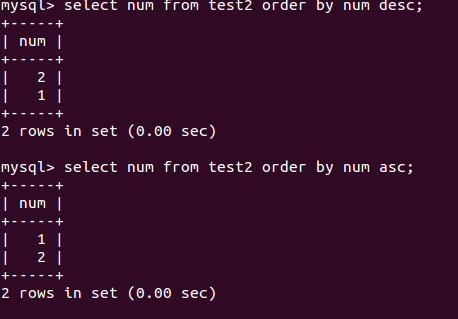 mysql> select num from test2 order by num desc;
+-----+
| num |
+-----+
|   2 |
|   1 |
+-----+
2 rows in set (0.00 sec)

mysql> select num from test2 order by num asc;
+-----+
| num |
+-----+
|   1 |
|   2 |
+-----+
2 rows in set (0.00 sec)